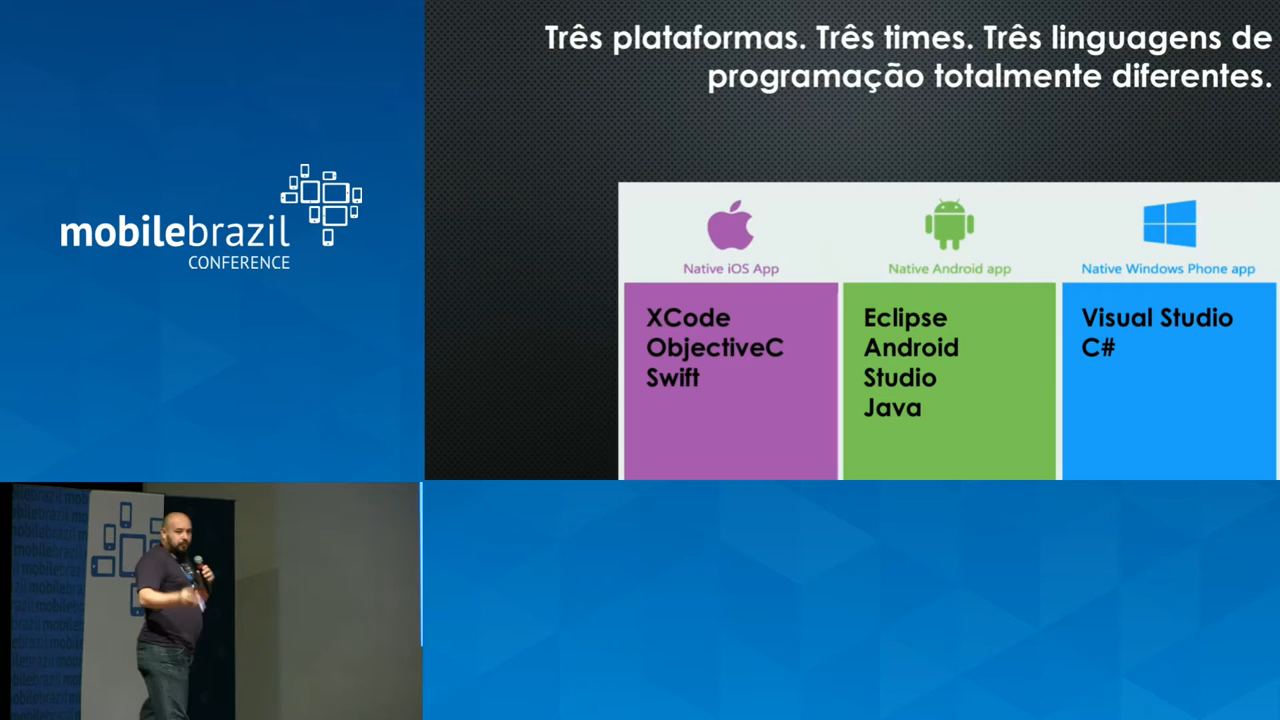 Três plataformas. Três times. Três linguagens de
programação totalmente diferentes.
mobilebrazil
CONFERENCE
Native iOS App
Native Android app
Native Windows Phone app
XCode
ObjectiveC
Swift
Eclipse
Android
Studio
Java
Visual Studio
C#